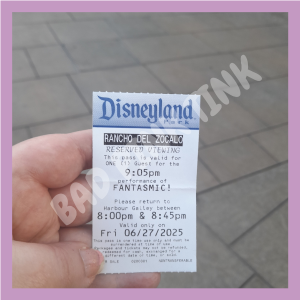 Disneyland
RANCHO DEL ZOCALO
RESERVED VIEWING
This pass is valid for
ONE (1) Guest for the
9:05pm
performance of
FANTASMIC!
Please return to
Harbour Galley between
8:00pm & 8:45pm
Valid only on
Fri 06/27/2025
BAD INK